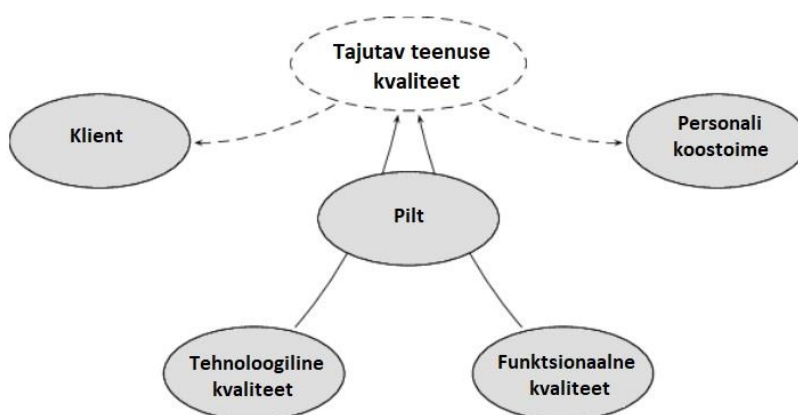 Tajutav teenuse
kvaliteet
Klient
Personali
koostoime
Pilt
Tehnoloogiline
kvaliteet
Funktsionaalne
kvaliteet